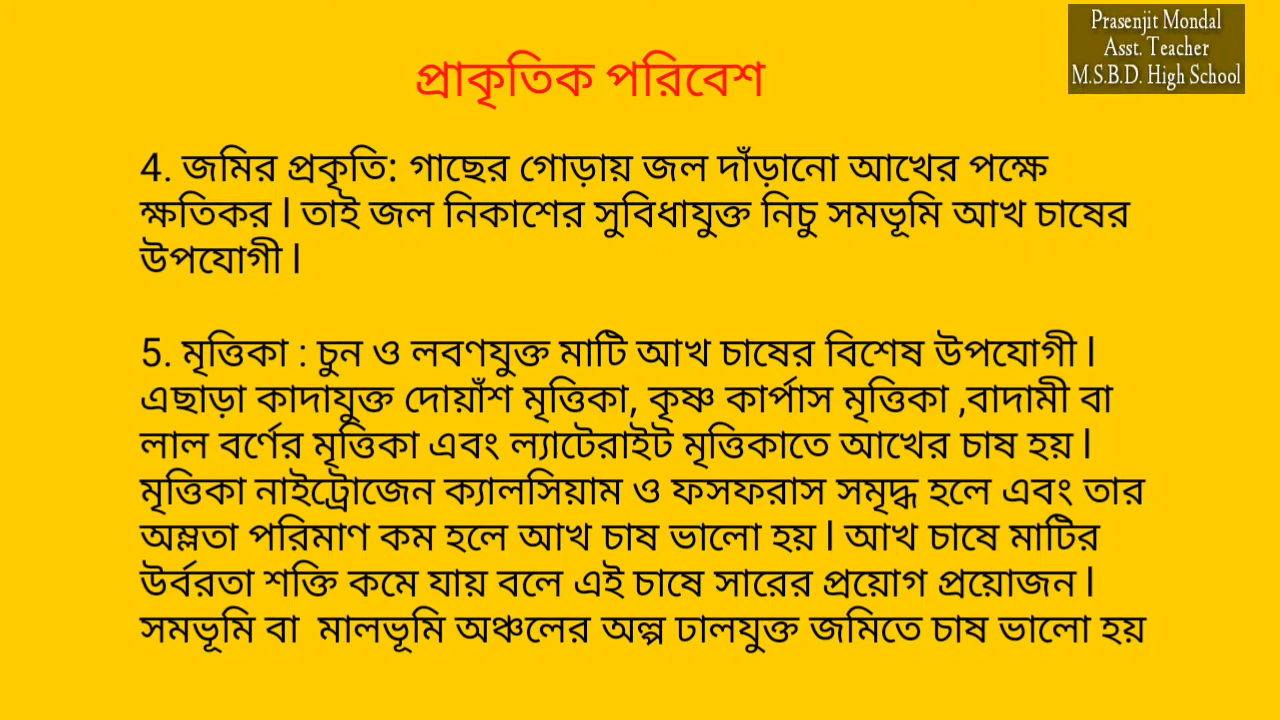 Prasenjit Mondal
Asst. Teacher
M.S.B.D. High School
প্রাকৃতিক পরিবেশ
4. জমির প্রকৃতি: গাছের গোড়ায় জল দাঁড়ানো আখের পক্ষে
ক্ষতিকর l তাই জল নিকাশের সুবিধাযুক্ত নিচু সমভূমি আখ চাষের
উপযোগী l
5. মৃত্তিকা : চুন ও লবণযুক্ত মাটি আখ চাষের বিশেষ উপযোগী l
এছাড়া কাদাযুক্ত দোয়াঁশ মৃত্তিকা, কৃষ্ণ কার্পাস মৃত্তিকা ,বাদামী বা
লাল বর্ণের মৃত্তিকা এবং ল্যাটেরাইট মৃত্তিকাতে আখের চাষ হয় l
মৃত্তিকা নাইট্রোজেন ক্যালসিয়াম ও ফসফরাস সমৃদ্ধ হলে এবং তার
অম্লতা পরিমাণ কম হলে আখ চাষ ভালো হয় l আখ চাষে মাটির
উর্বরতা শক্তি কমে যায় বলে এই চাষে সারের প্রয়োগ প্রয়োজন l
সমভূমি বা মালভূমি অঞ্চলের অল্প ঢালযুক্ত জমিতে চাষ ভালো হয়